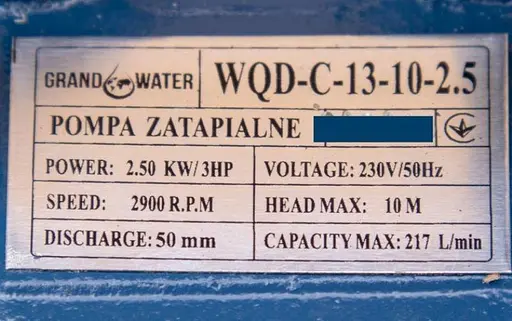 GRAND WATER WQD-C-13-10-2.5
POMPA ZATAPIALNE
POWER: 2.50 KW/3HP VOLTAGE: 230V/50Hz
SPEED: 2900 R.P.M HEAD MAX: 10 M
DISCHARGE: 50 mm CAPACITY MAX: 217 L/min